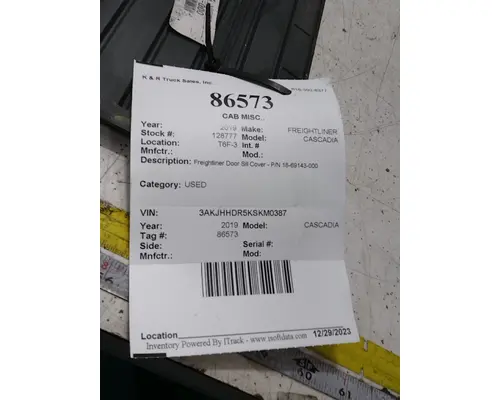 K & R Truck Sales, Inc.
86573
CAB MISC.
Year: 2019 Make: FREIGHTLINER
Stock #: 128777 Model: CASCADIA
Location: T6F-3 Int. #
Mnfctr.: Mod.:
Description: Freightliner Door Sill Cover - P/N 18-69143-000
Category: USED
VIN: 3AKJHHDR5KSKM0387
Year: 2019 Model: CASCADIA
Tag #: 86573
Side: Serial #:
Mnfctr.: Mod:
Location
Inventory Powered By ITrack - www.isoftdata.com 12/29/2023
60 61